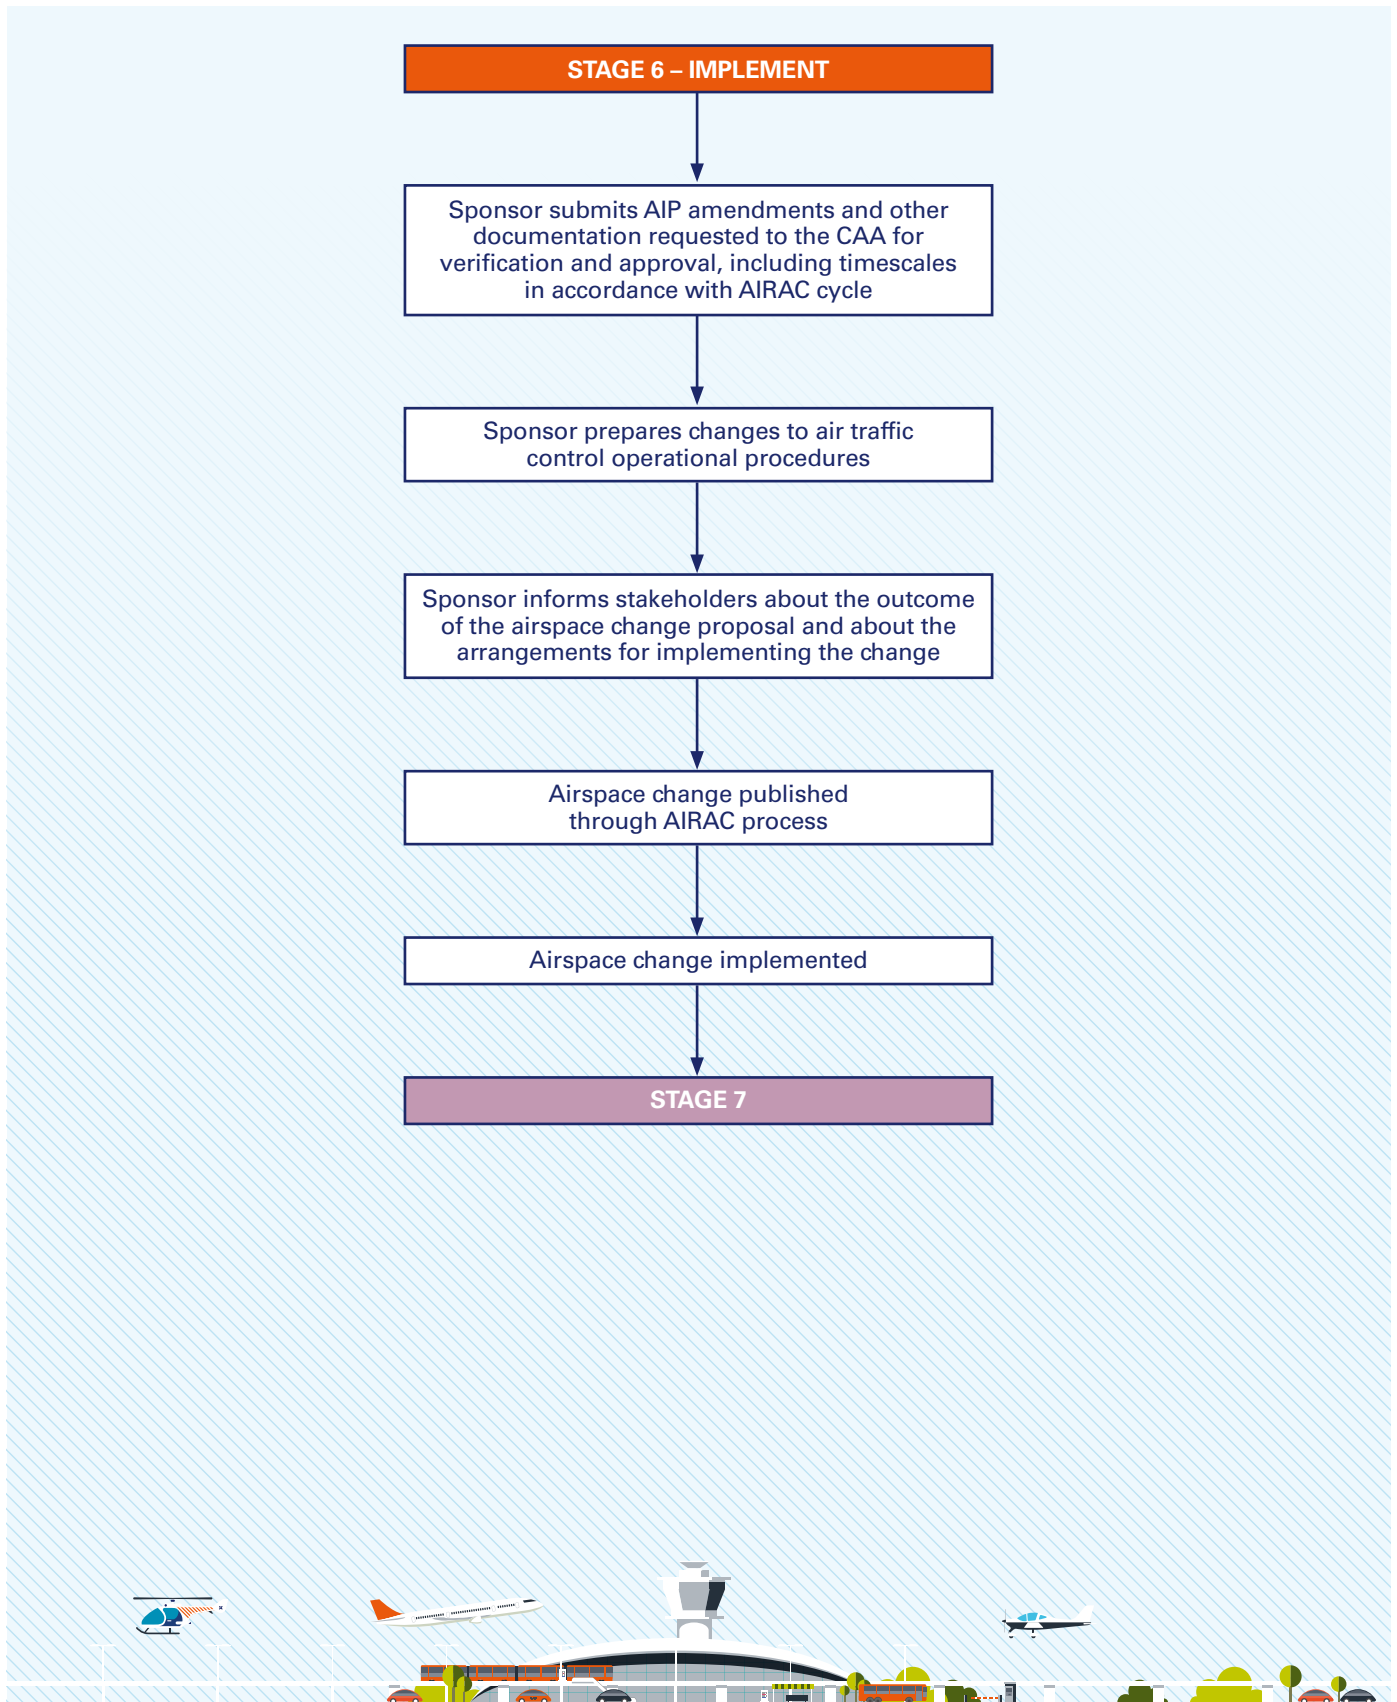 STAGE 6 – IMPLEMENT
Sponsor submits AIP amendments and other
documentation requested to the CAA for
verification and approval, including timescales
in accordance with AIRAC cycle
Sponsor prepares changes to air traffic
control operational procedures
Sponsor informs stakeholders about the outcome
of the airspace change proposal and about the
arrangements for implementing the change
Airspace change published
through AIRAC process
Airspace change implemented
STAGE 7